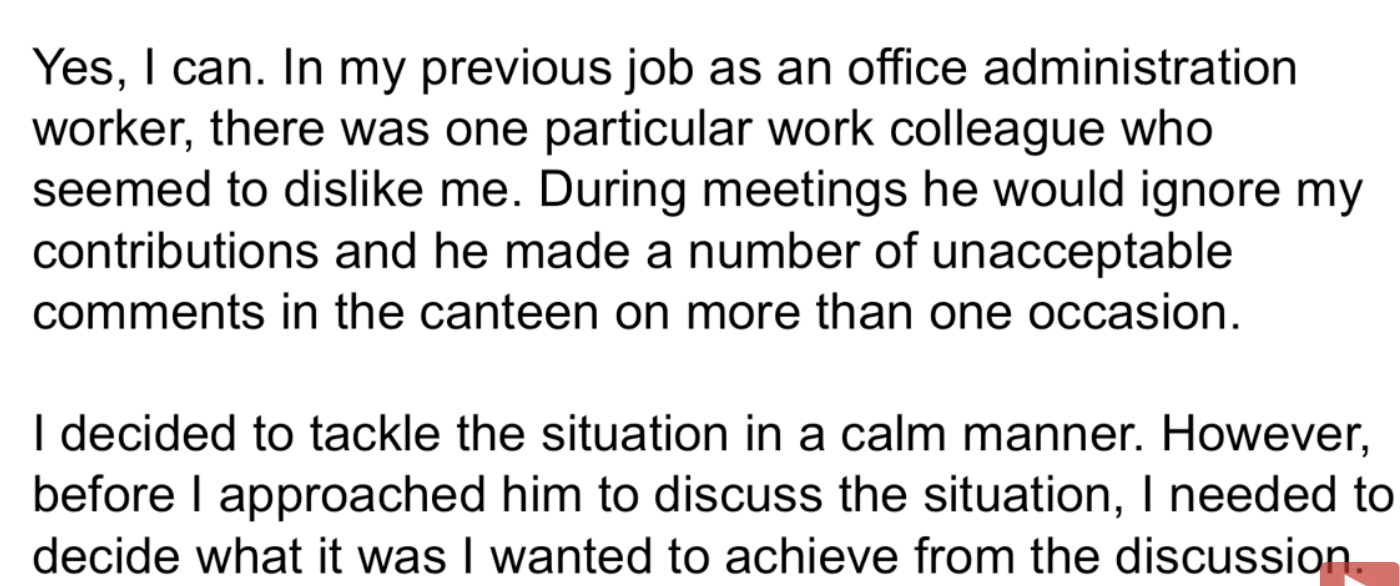 Yes, I can. In my previous job as an office administration
worker, there was one particular work colleague who
seemed to dislike me. During meetings he would ignore my
contributions and he made a number of unacceptable
comments in the canteen on more than one occasion.
I decided to tackle the situation in a calm manner. However,
before I approached him to discuss the situation, I needed to
decide what it was I wanted to achieve from the discussion.